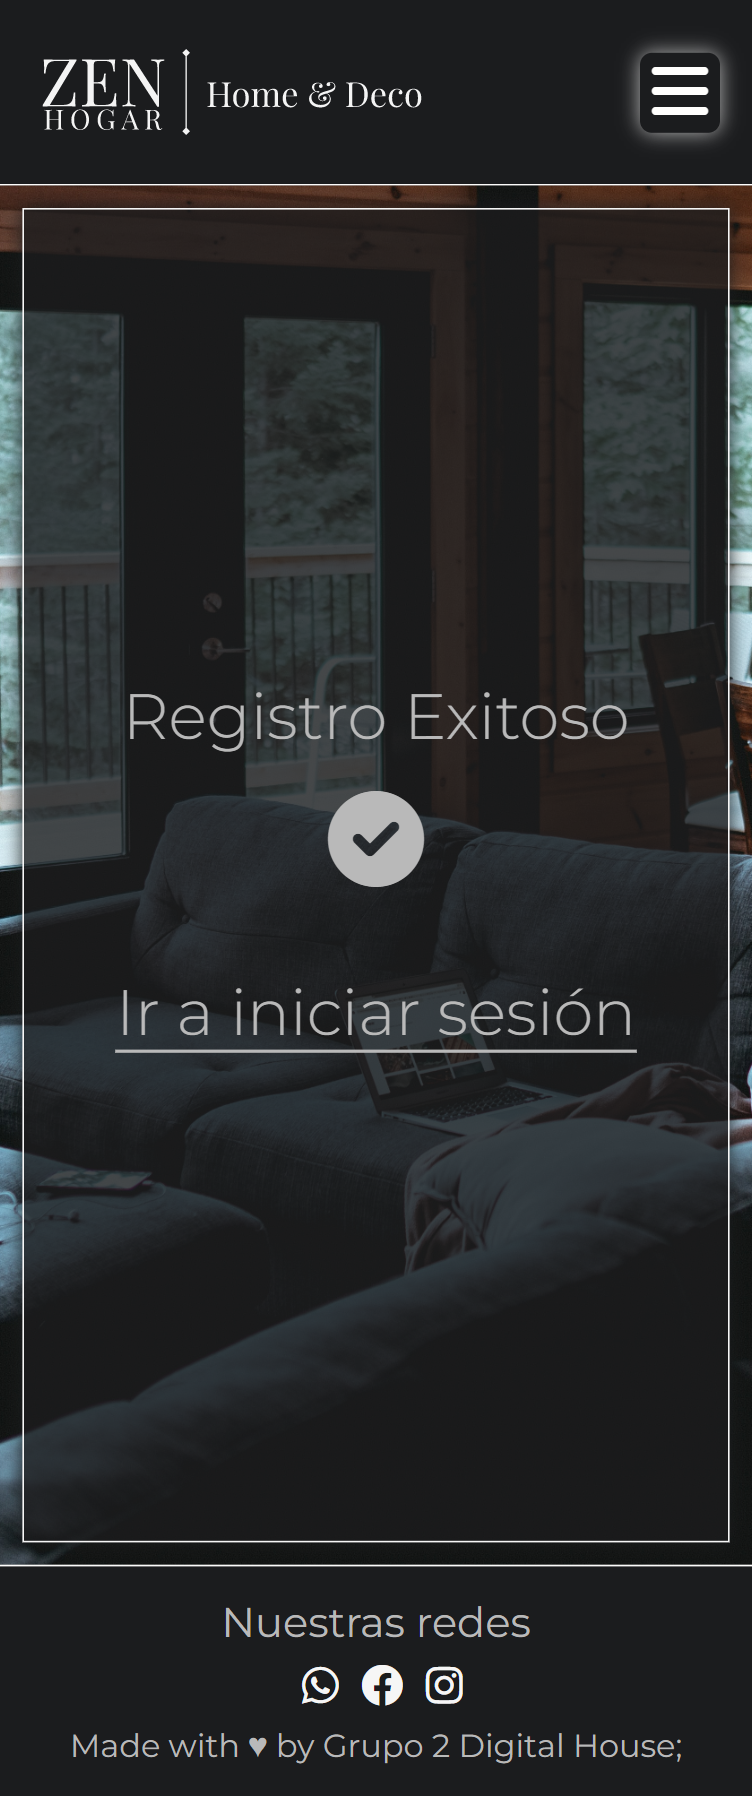 ZEN
HOGAR
Home & Deco
Registro Exitoso
Ir a iniciar sesión
Nuestras redes
Made with ♥ by Grupo 2 Digital House;